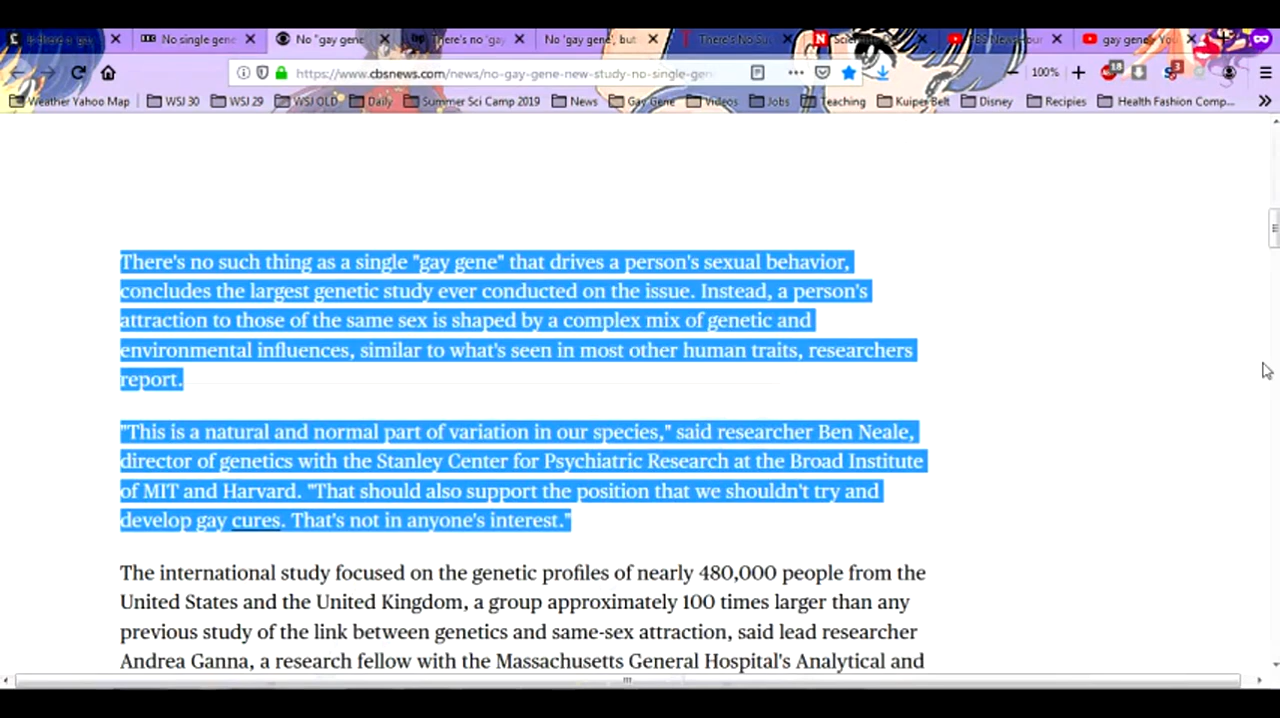 No single gene
No "gay gene
There's no 'gay
No 'gay gene', but
There's No Su
gay gene
https://www.cbsnews.com/news/no-gay-gene-new-study-no-single-gen
100%
18
3
Weather Yahoo Map
WSJ 30
WSJ 29
WSJ OLD
Daily
Summer Sci Camp 2019
News
Gay Gene
Videos
Jobs
Teaching
Kuiper Belt
Disney
Recipies
Health Fashion Comp...
There's no such thing as a single "gay gene" that drives a person's sexual behavior,
concludes the largest genetic study ever conducted on the issue. Instead, a person's
attraction to those of the same sex is shaped by a complex mix of genetic and
environmental influences, similar to what's seen in most other human traits, researchers
report.
"This is a natural and normal part of variation in our species," said researcher Ben Neale,
director of genetics with the Stanley Center for Psychiatric Research at the Broad Institute
of MIT and Harvard. "That should also support the position that we shouldn't try and
develop gay cures. That's not in anyone's interest."
The international study focused on the genetic profiles of nearly 480,000 people from the
United States and the United Kingdom, a group approximately 100 times larger than any
previous study of the link between genetics and same-sex attraction, said lead researcher
Andrea Ganna, a research fellow with the Massachusetts General Hospital's Analytical and